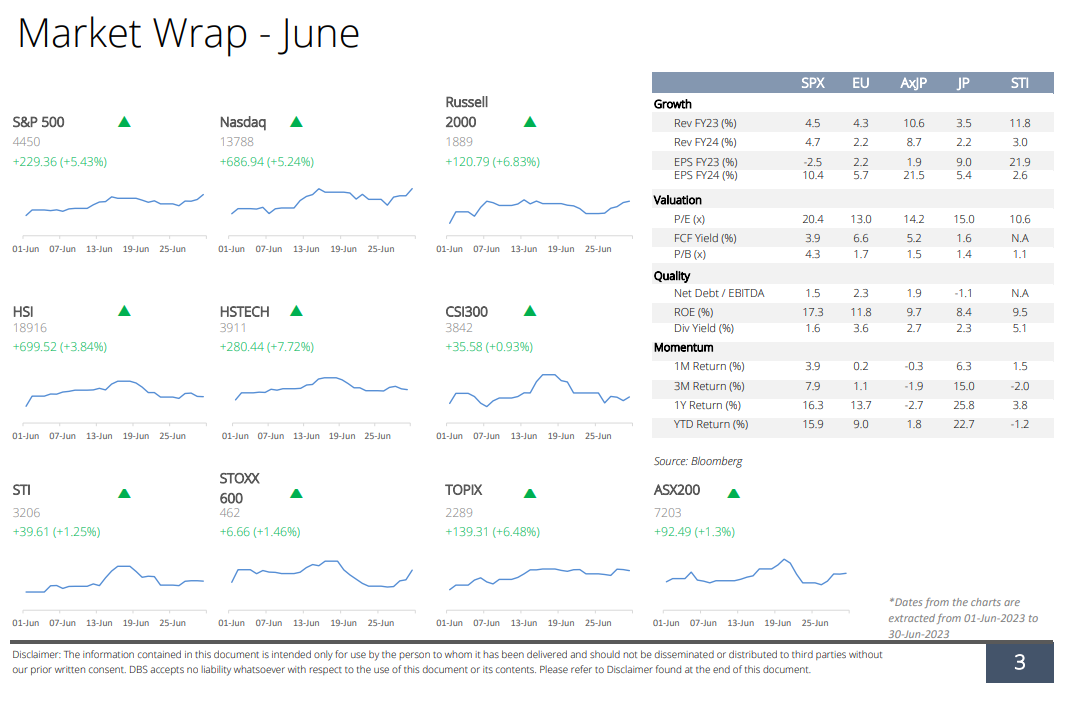 Market Wrap - June
S&P 500
4450
+229.36 (+5.43%)
01-Jun 07-Jun 13-Jun 19-Jun 25-Jun
Nasdaq
13788
+686.94 (+5.24%)
01-Jun 07-Jun 13-Jun 19-Jun 25-Jun
Russell
2000
1889
+120.79 (+6.83%)
01-Jun 07-Jun 13-Jun 19-Jun 25-Jun
HSI
18916
+699.52 (+3.84%)
01-Jun 07-Jun 13-Jun 19-Jun 25-Jun
HSTECH
3911
+280.44 (+7.72%)
01-Jun 07-Jun 13-Jun 19-Jun 25-Jun
CSI300
3842
+35.58 (+0.93%)
01-Jun 07-Jun 13-Jun 19-Jun 25-Jun
STI
3206
+39.61 (+1.25%)
01-Jun 07-Jun 13-Jun 19-Jun 25-Jun
STOXX
600
462
+6.66 (+1.46%)
01-Jun 07-Jun 13-Jun 19-Jun 25-Jun
TOPIX
2289
+139.31 (+6.48%)
01-Jun 07-Jun 13-Jun 19-Jun 25-Jun
ASX200
7203
+92.49 (+1.3%)
01-Jun 07-Jun 13-Jun 19-Jun 25-Jun
SPX EU AxJP JP STI
Growth
Rev FY23 (%) 4.5 4.3 10.6 3.5 11.8
Rev FY24 (%) 4.7 2.2 8.7 2.2 3.0
EPS FY23 (%) -2.5 2.2 1.9 9.0 21.9
EPS FY24 (%) 10.4 5.7 21.5 5.4 2.6
Valuation
P/E (x) 20.4 13.0 14.2 15.0 10.6
FCF Yield (%) 3.9 6.6 5.2 1.6 N.A
P/B (x) 4.3 1.7 1.5 1.4 1.1
Quality
Net Debt / EBITDA 1.5 2.3 1.9 -1.1 N.A
ROE (%) 17.3 11.8 9.7 8.4 9.5
Div Yield (%) 1.6 3.6 2.7 2.3 5.1
Momentum
1M Return (%) 3.9 0.2 -0.3 6.3 1.5
3M Return (%) 7.9 1.1 -1.9 15.0 -2.0
1Y Return (%) 16.3 13.7 -2.7 25.8 3.8
YTD Return (%) 15.9 9.0 1.8 22.7 -1.2
Source: Bloomberg
*Dates from the charts are
extracted from 01-Jun-2023 to
30-Jun-2023
Disclaimer: The information contained in this document is intended only for use by the person to whom it has been delivered and should not be disseminated or distributed to third parties without
our prior written consent. DBS accepts no liability whatsoever with respect to the use of this document or its contents. Please refer to Disclaimer found at the end of this document.
3